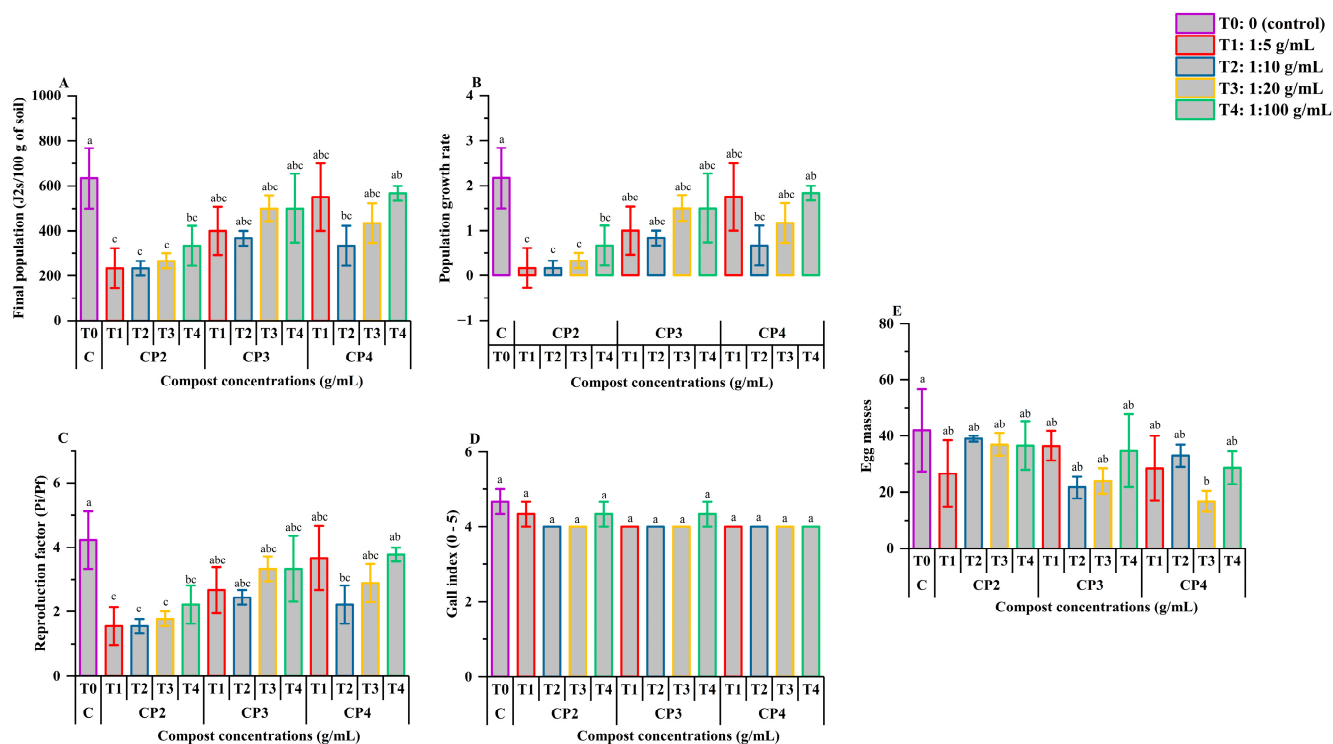 T0: 0 (control)
T1: 1:5 g/mL
T2: 1:10 g/mL
T3: 1:20 g/mL
T4: 1:100 g/mL
A
Final population (J2s/100 g of soil)
1000
800
600
400
200
0
a
c
c
c
bc
abc
abc
abc
abc
abc
bc
abc
ab
T0 T1 T2 T3 T4 T1 T2 T3 T4 T1 T2 T3 T4
C CP2 CP3 CP4
Compost concentrations (g/mL)
B
Population growth rate
4
3
2
1
0
−1
a
c
c
c
bc
abc
abc
abc
abc
abc
bc
abc
ab
C CP2 CP3 CP4
T0 T1 T2 T3 T4 T1 T2 T3 T4 T1 T2 T3 T4
Compost concentrations (g/mL)
C
Reproduction factor (Pi/Pf)
6
4
2
0
a
c
c
c
bc
abc
abc
abc
abc
abc
bc
abc
ab
T0 T1 T2 T3 T4 T1 T2 T3 T4 T1 T2 T3 T4
C CP2 CP3 CP4
Compost concentrations (g/mL)
D
Gall index (0 - 5)
6
4
2
0
a
a
a
a
a
a
a
a
a
a
a
a
a
T0 T1 T2 T3 T4 T1 T2 T3 T4 T1 T2 T3 T4
C CP2 CP3 CP4
Compost concentrations (g/mL)
E
Egg masses
80
60
40
20
0
a
ab
ab
ab
ab
ab
ab
ab
ab
ab
ab
b
ab
T0 T1 T2 T3 T4 T1 T2 T3 T4 T1 T2 T3 T4
C CP2 CP3 CP4
Compost concentrations (g/mL)